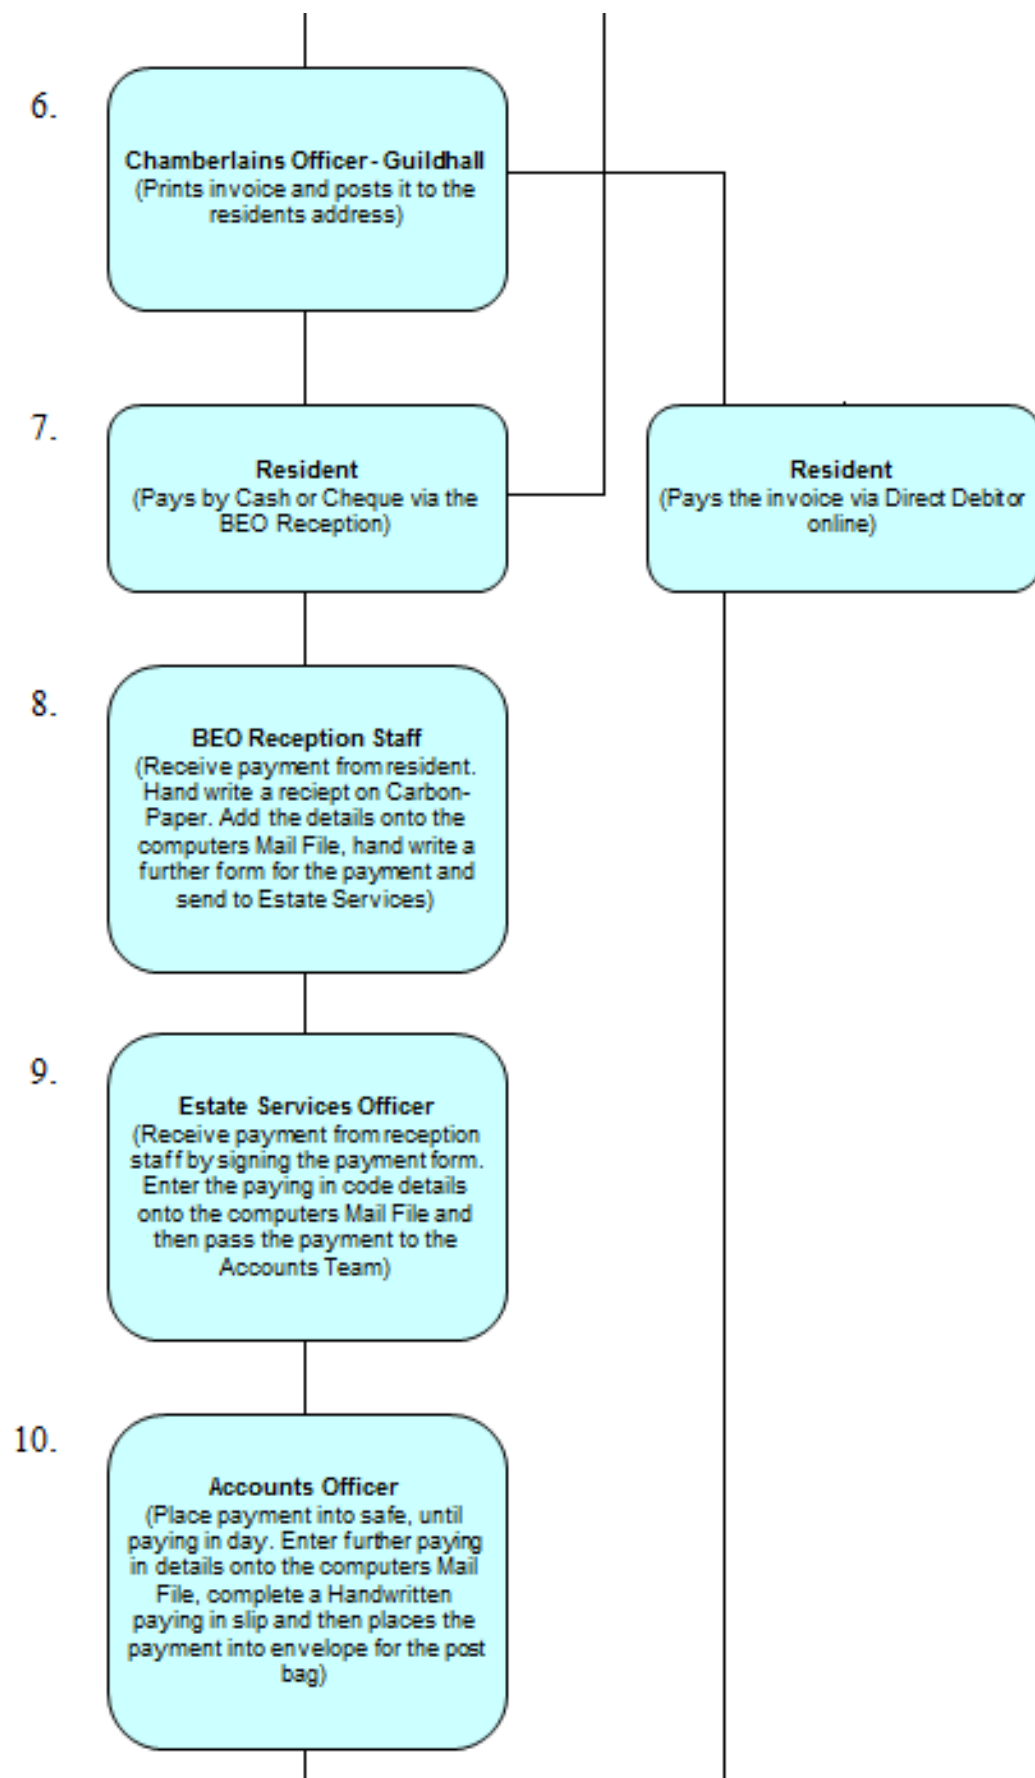 6.
Chamberlains Officer - Guildhall
(Prints invoice and posts it to the
residents address)
7.
Resident
(Pays by Cash or Cheque via the
BEO Reception)
Resident
(Pays the invoice via Direct Debit or
online)
8.
BEO Reception Staff
(Receive payment from resident.
Hand write a reciept on Carbon-
Paper. Add the details onto the
computers Mail File, hand write a
further form for the payment and
send to Estate Services)
9.
Estate Services Officer
(Receive payment from reception
staff by signing the payment form.
Enter the paying in code details
onto the computers Mail File and
then pass the payment to the
Accounts Team)
10.
Accounts Officer
(Place payment into safe, until
paying in day. Enter further paying
in details onto the computers Mail
File, complete a Handwritten
paying in slip and then places the
payment into envelope for the post
bag)